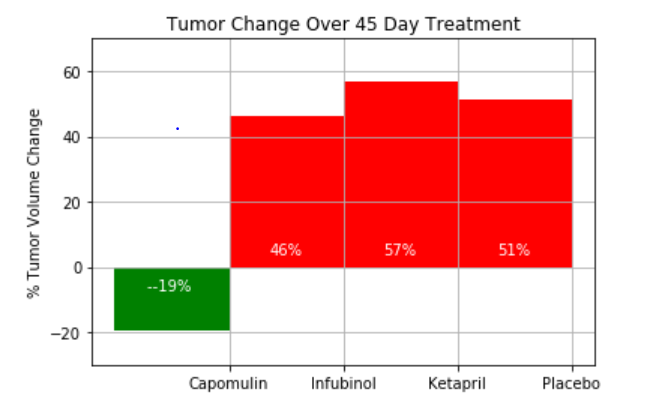 Tumor Change Over 45 Day Treatment
% Tumor Volume Change
60
40
20
0
−20
--19%
46%
57%
51%
Capomulin
Infubinol
Ketapril
Placebo